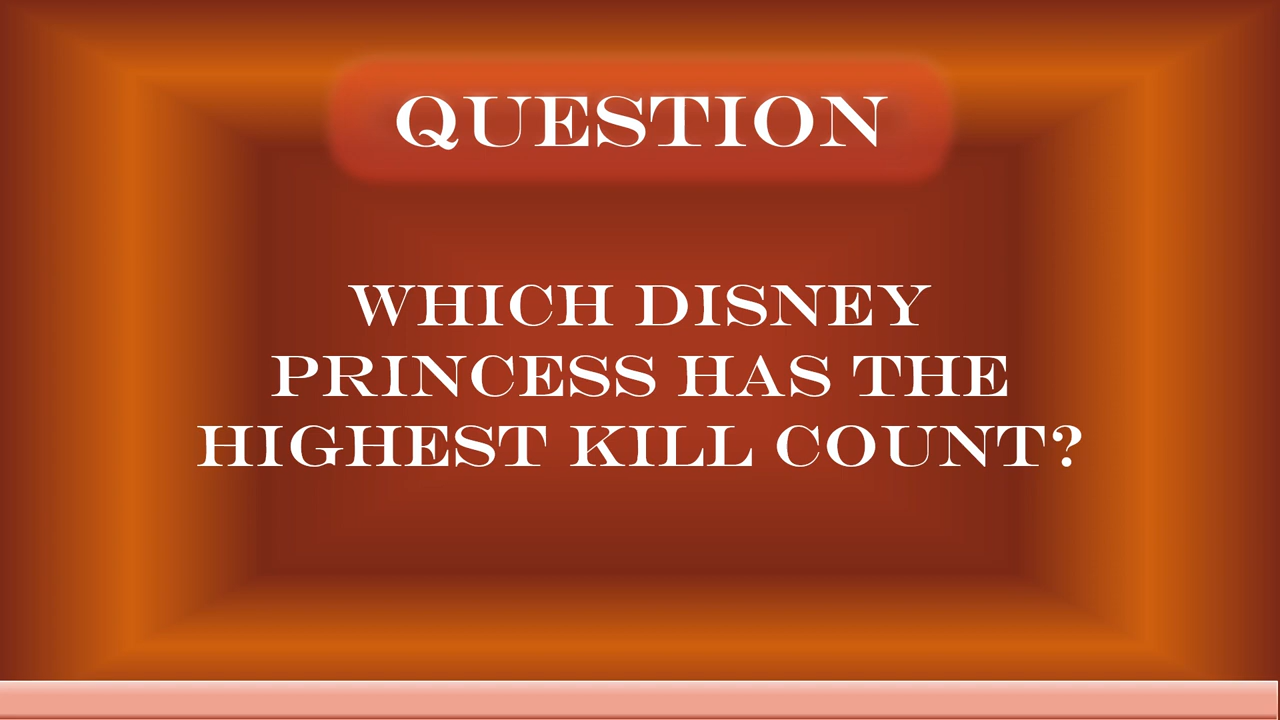 QUESTION
WHICH DISNEY
PRINCESS HAS THE
HIGHEST KILL COUNT?